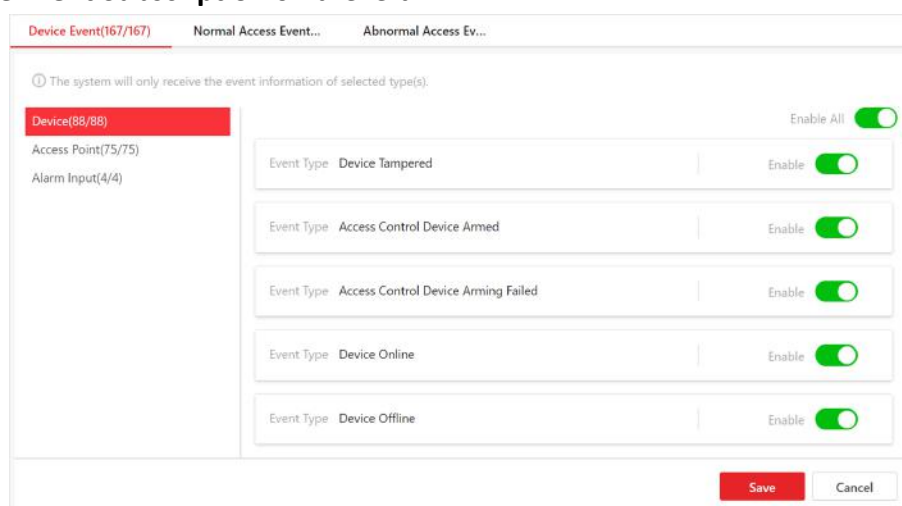 Device Event(167/167) Normal Access Event... Abnormal Access Ev...
The system will only receive the event information of selected type(s).
Device(88/88)
Access Point(75/75)
Alarm Input(4/4)
Enable All
Event Type Device Tampered Enable
Event Type Access Control Device Armed Enable
Event Type Access Control Device Arming Failed Enable
Event Type Device Online Enable
Event Type Device Offline Enable
Save Cancel